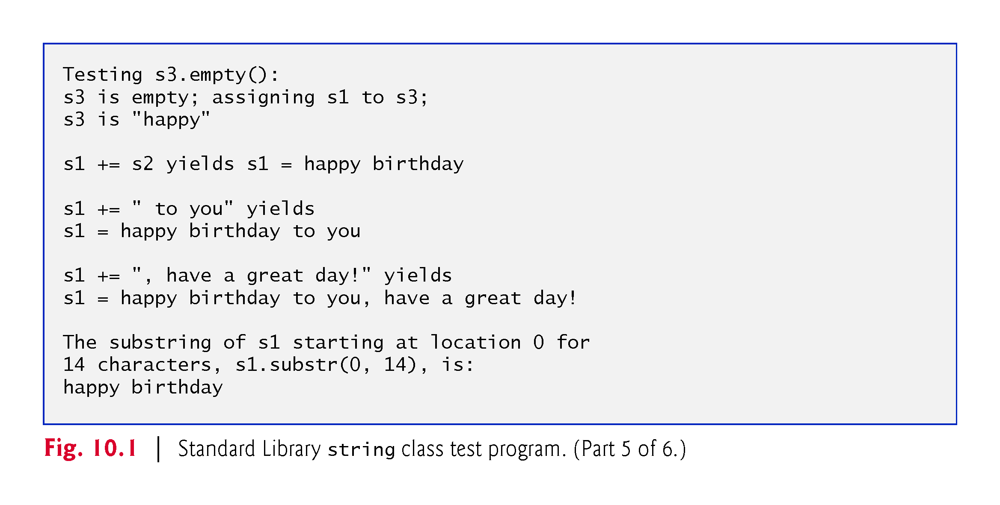 Testing s3.empty():
s3 is empty; assigning s1 to s3;
s3 is "happy"
s1 += s2 yields s1 = happy birthday
s1 += " to you" yields
s1 = happy birthday to you
s1 += ", have a great day!" yields
s1 = happy birthday to you, have a great day!
The substring of s1 starting at location 0 for
14 characters, s1.substr(0, 14), is:
happy birthday
Fig. 10.1 | Standard Library string class test program. (Part 5 of 6.)